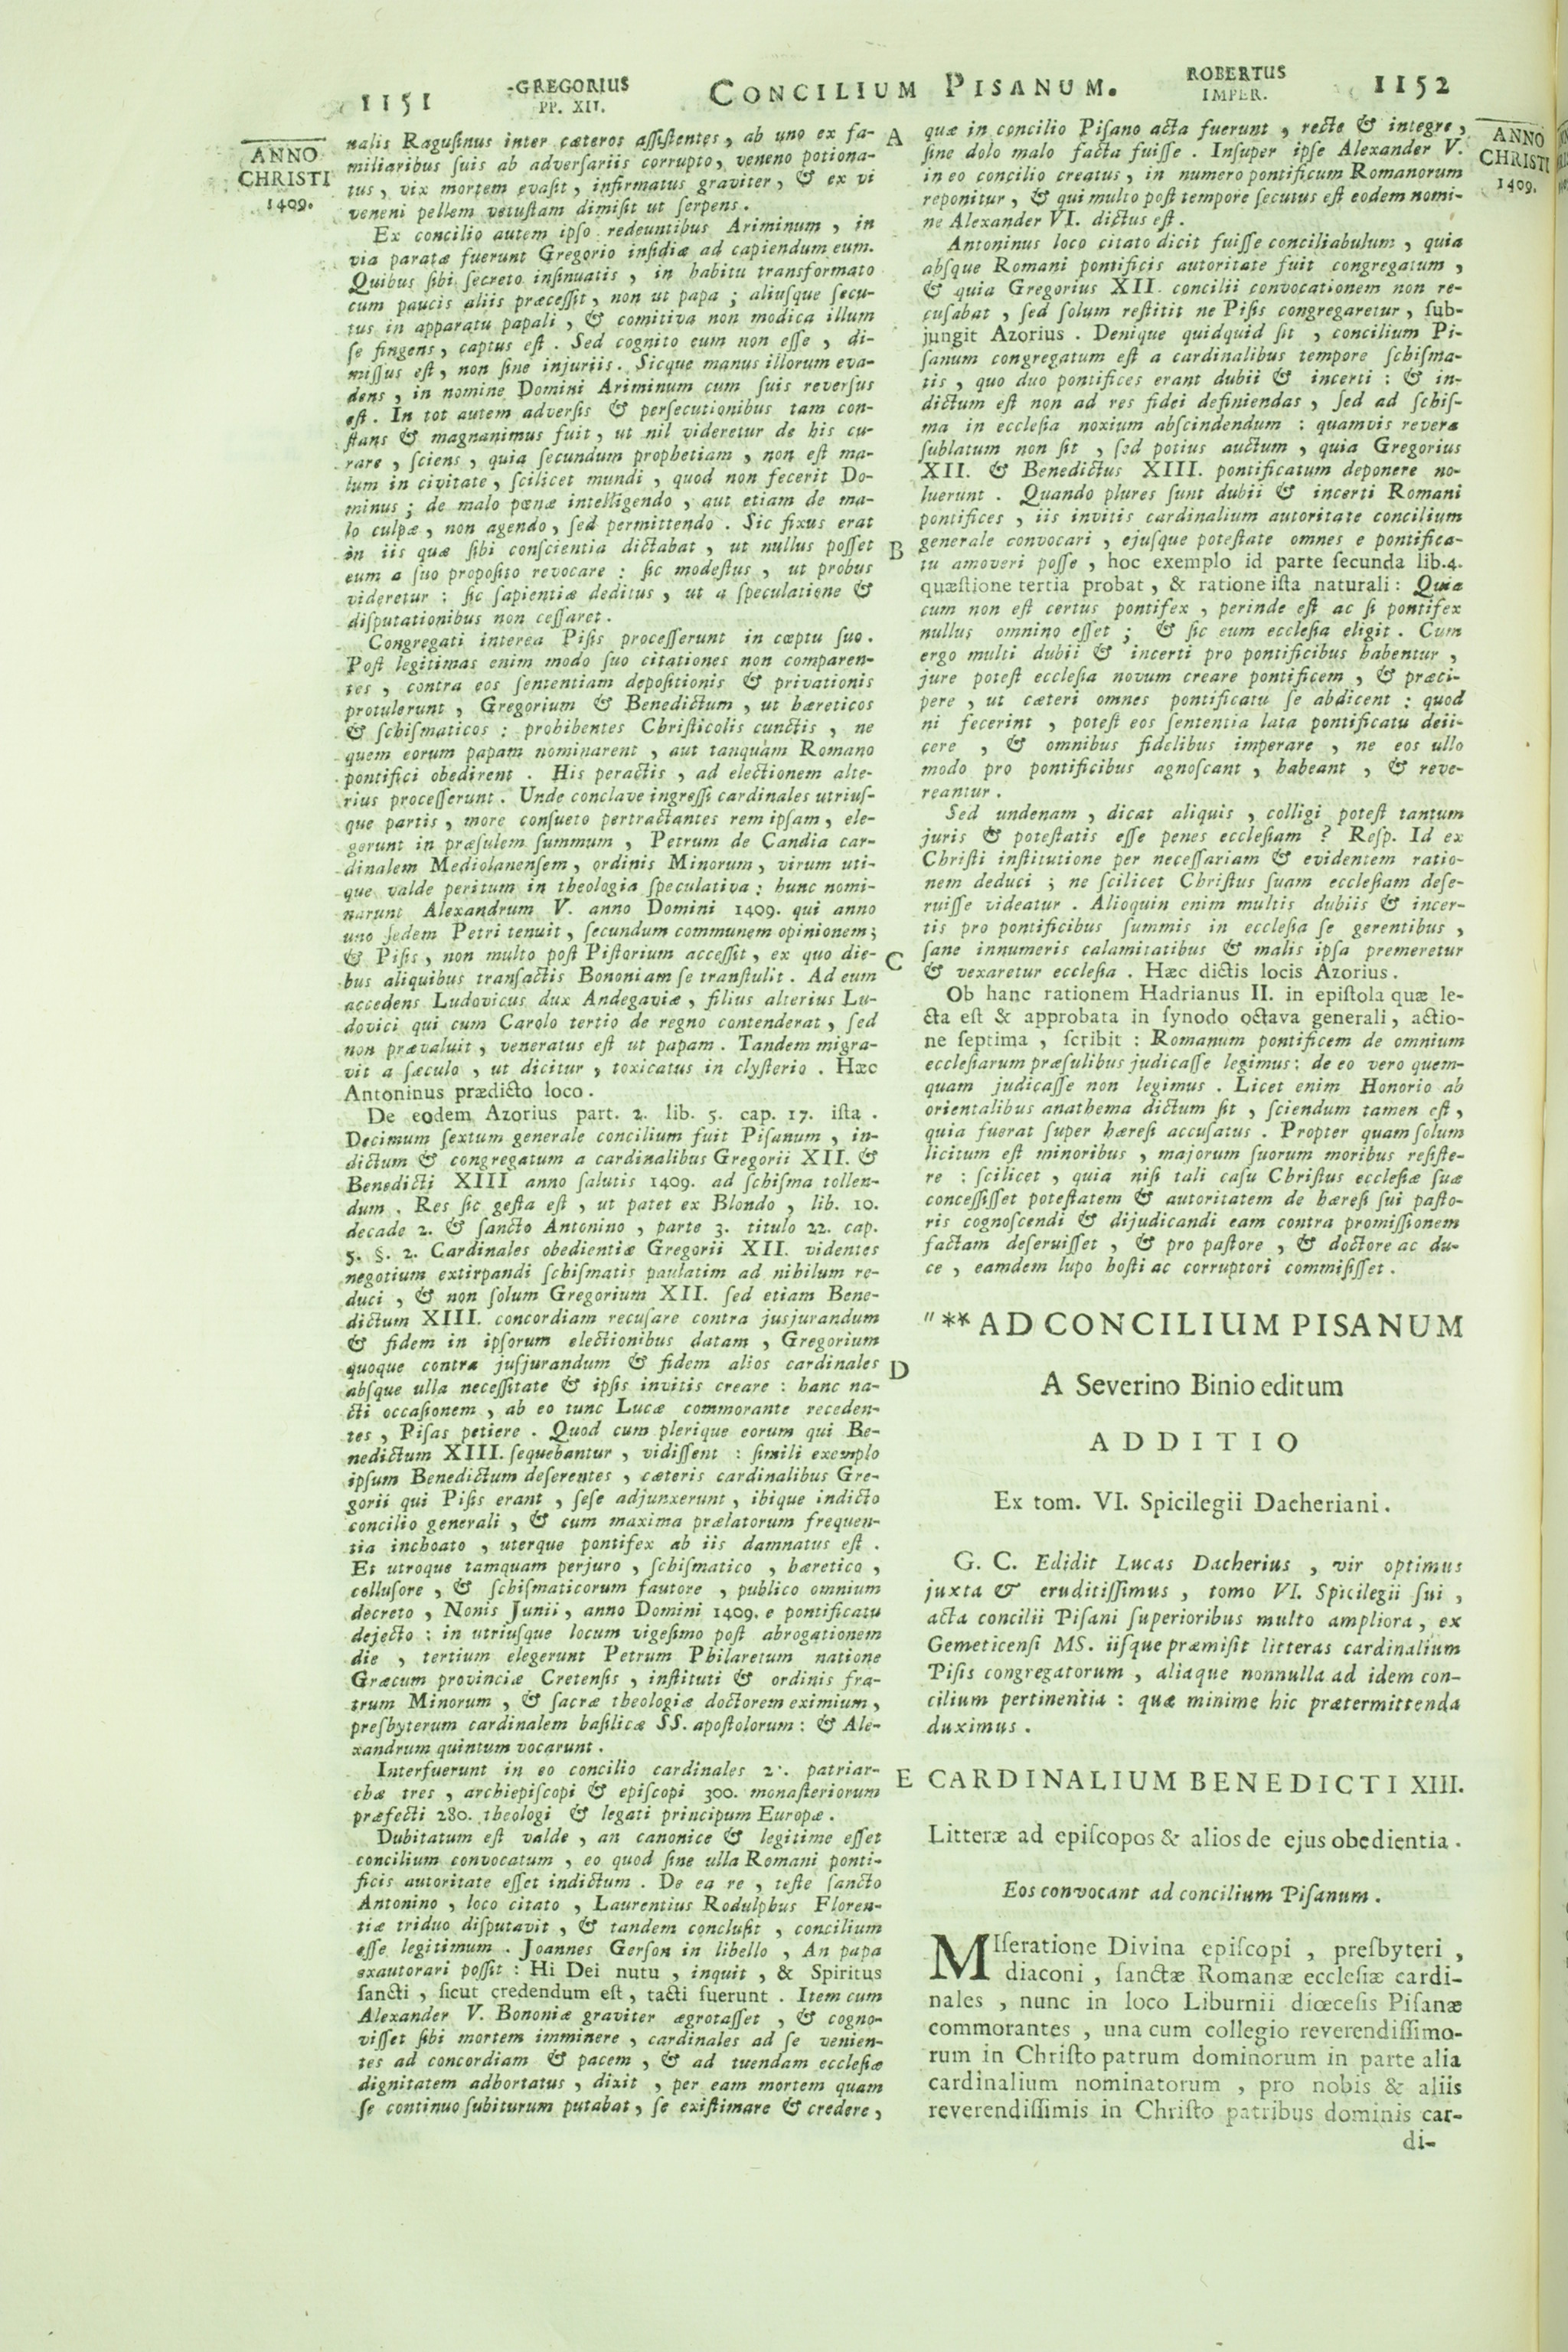 1151
GREGORIUS
PP. XII.
CONCILIUM PISANUM.
ROBERTUS
IMPER.
1152
ANNO
CHRISTI
1409.
nalis Raguſinus inter cæteros aſſiſtentes, ab uno ex fa-
miliaribus ſuis ab adverſariis corrupto, veneno potiona-
tus, vix mortem evaſit, infirmatus graviter, & ex vi
veneni pellem vetuſtam dimiſit ut ſerpens.
Ex concilio autem ipſo redeuntibus Ariminum, in
via paratæ fuerunt Gregorio inſidiæ ad capiendum eum.
Quibus ſibi ſecreto inſinuatis, in habitu transformato
cum paucis aliis præceſſit, non ut papa; aliuſque ſecu-
tus in apparatu papali, & comitiva non modica illum
ſe fingens, captus eſt. Sed cognito eum non eſſe, di-
miſſus eſt, non ſine injuriis. Sicque manus illorum eva-
dens, in nomine Domini Ariminum cum ſuis reverſus
eſt. In tot autem adverſis & perſecutionibus tam con-
ſtans & magnanimus fuit, ut nil videretur de his cu-
rare, ſciens, quia ſecundum prophetiam, non eſt ma-
lum in civitate, ſcilicet mundi, quod non fecerit Do-
minus; de malo pœnæ intelligendo, aut etiam de ma-
lo culpæ, non agendo, ſed permittendo. Sic fixus erat
in iis quæ ſibi conſcientia dictabat, ut nullus poſſet
eum a ſuo propoſito revocare: ſic modeſtus, ut probus
videretur: ſic ſapientiæ deditus, ut a ſpeculatione &
diſputationibus non ceſſaret.
Congregati interea Piſis proceſſerunt in cœptu ſuo.
Poſt legitimas enim modo ſuo citationes non comparen-
tes, contra eos ſententiam depoſitionis & privationis
protulerunt, Gregorium & Benedictum, ut hæreticos
& ſchiſmaticos: prohibentes Chriſticolis cunctis, ne
quem eorum papam nominarent, aut tanquam Romano
pontifici obedirent. His peractis, ad electionem alte-
rius proceſſerunt. Unde conclave ingreſſi cardinales utriuſ-
que partis, more conſueto pertractantes rem ipſam, ele-
gerunt in præſulem ſummum, Petrum de Candia car-
dinalem Mediolanenſem, ordinis Minorum, virum uti-
que valde peritum in theologia ſpeculativa: hunc nomi-
narunt Alexandrum V. anno Domini 1409. qui anno
uno ſedem Petri tenuit, ſecundum communem opinionem;
& Piſis, non multo poſt Piſtorium acceſſit, ex quo die-
bus aliquibus tranſactis Bononiam ſe tranſtulit. Ad eum
accedens Ludovicus dux Andegaviæ, filius alterius Lu-
dovici qui cum Carolo tertio de regno contenderat, ſed
non prævaluit, veneratus eſt ut papam. Tandem migra-
vit a ſæculo, ut dicitur, toxicatus in clyſterio. Hæc
Antoninus prædicto loco.
De eodem Azorius part. 2. lib. 5. cap. 17. iſta.
Decimum ſextum generale concilium fuit Piſanum, in-
dictum & congregatum a cardinalibus Gregorii XII. &
Benedicti XIII anno ſalutis 1409. ad ſchiſma tollen-
dum. Res ſic geſta eſt, ut patet ex Blondo, lib. 10.
decade 2. & ſancto Antonino, parte 3. titulo 22. cap.
5. §. 2. Cardinales obedientiæ Gregorii XII. videntes
negotium extirpandi ſchiſmatis paulatim ad nihilum re-
duci, & non ſolum Gregorium XII. ſed etiam Bene-
dictum XIII. concordiam recuſare contra jusjurandum
& fidem in ipſorum electionibus datam, Gregorium
quoque contra juſjurandum & fidem alios cardinales
abſque ulla neceſſitate & ipſis invitis creare: hanc na-
cti occaſionem, ab eo tunc Lucæ commorante receden-
tes, Piſas petiere. Quod cum plerique eorum qui Be-
nedictum XIII. ſequebantur, vidiſſent: ſimili exemplo
ipſum Benedictum deſerentes, cæteris cardinalibus Gre-
gorii qui Piſis erant, ſeſe adjunxerunt, ibique indicto
concilio generali, & cum maxima prælatorum frequen-
tia inchoato, uterque pontifex ab iis damnatus eſt.
Et utroque tamquam perjuro, ſchiſmatico, hæretico,
colluſore, & ſchiſmaticorum fautore, publico omnium
decreto, Nonis Junii, anno Domini 1409. e pontificatu
dejecto: in utriuſque locum vigeſimo poſt abrogationem
die, tertium elegerunt Petrum Philaretum natione
Græcum provinciæ Cretenſis, inſtituti & ordinis fra-
trum Minorum, & ſacræ theologiæ doctorem eximium,
preſbyterum cardinalem baſilicæ SS. apoſtolorum: & Ale-
xandrum quintum vocarunt.
Interfuerunt in eo concilio cardinales patriar-
chæ tres, archiepiſcopi & epiſcopi 300. monaſteriorum
præfecti 280. theologi & legati principum Europæ.
Dubitatum eſt valde, an canonice & legitime eſſet
concilium convocatum, eo quod ſine ulla Romani ponti-
ficis autoritate eſſet indictum. De ea re, teſte ſancto
Antonino, loco citato, Laurentius Rodulphus Floren-
tiæ triduo diſputavit, & tandem concluſit, concilium
eſſe legitimum. Joannes Gerſon in libello, An papa
exautorari poſſit: Hi Dei nutu, inquit, & Spiritus
ſancti, ſicut credendum eſt, tacti fuerunt. Item cum
Alexander V. Bononiæ graviter ægrotaſſet, & cogno-
viſſet ſibi mortem imminere, cardinales ad ſe venien-
tes ad concordiam & pacem, & ad tuendam eccleſiæ
dignitatem adhortatus, dixit, per eam mortem quam
ſe continuo ſubiturum putabat, ſe exiſtimare & credere,
A
B
C
D
E
quæ in concilio Piſano acta fuerunt, recte & integre,
ſine dolo malo facta fuiſſe. Inſuper ipſe Alexander V.
in eo concilio creatus, in numero pontificum Romanorum
reponitur, & qui multo poſt tempore ſecutus eſt eodem nomi-
ne Alexander VI. dictus eſt.
Antoninus loco citato dicit fuiſſe conciliabulum, quia
abſque Romani pontificis autoritate fuit congregatum,
& quia Gregorius XII. concilii convocationem non re-
cuſabat, ſed ſolum reſtitit ne Piſis congregaretur, ſub-
jungit Azorius. Denique quidquid ſit, concilium Pi-
ſanum congregatum eſt a cardinalibus tempore ſchiſma-
tis, quo duo pontifices erant dubii & incerti: & in-
dictum eſt non ad res fidei definiendas, ſed ad ſchiſ-
ma in eccleſia noxium abſcindendum: quamvis revera
ſublatum non ſit, ſed potius auctum, quia Gregorius
XII. & Benedictus XIII. pontificatum deponere no-
luerunt. Quando plures ſunt dubii & incerti Romani
pontifices, iis invitis cardinalium autoritate concilium
generale convocari, ejuſque poteſtate omnes e pontifica-
tu amoveri poſſe, hoc exemplo id parte ſecunda lib.4.
quæſtione tertia probat, & ratione iſta naturali: Quia
cum non eſt certus pontifex, perinde eſt ac ſi pontifex
nullus omnino eſſet; & ſic eum eccleſia eligit. Cum
ergo multi dubii & incerti pro pontificibus habentur,
jure poteſt eccleſia novum creare pontificem, & præci-
pere, ut cæteri omnes pontificatu ſe abdicent: quod
ni fecerint, poteſt eos ſententia lata pontificatu deii-
cere, & omnibus fidelibus imperare, ne eos ullo
modo pro pontificibus agnoſcant, habeant, & reve-
reantur.
Sed undenam, dicat aliquis, colligi poteſt tantum
juris & poteſtatis eſſe penes eccleſiam? Reſp. Id ex
Chriſti inſtitutione per neceſſariam & evidentem ratio-
nem deduci; ne ſcilicet Chriſtus ſuam eccleſiam deſe-
ruiſſe videatur. Alioquin enim multis dubiis & incer-
tis pro pontificibus ſummis in eccleſia ſe gerentibus,
ſane innumeris calamitatibus & malis ipſa premeretur
& vexaretur eccleſia. Hæc dictis locis Azorius.
Ob hanc rationem Hadrianus II. in epiſtola quæ le-
cta eſt & approbata in ſynodo octava generali, actio-
ne ſeptima, ſcribit: Romanum pontificem de omnium
eccleſiarum præſulibus judicaſſe legimus: de eo vero quem-
quam judicaſſe non legimus. Licet enim Honorio ab
orientalibus anathema dictum ſit, ſciendum tamen eſt,
quia fuerat ſuper hæreſi accuſatus. Propter quam ſolum
licitum eſt minoribus, majorum ſuorum moribus reſiſte-
re: ſcilicet, quia niſi tali caſu Chriſtus eccleſiæ ſuæ
conceſſiſſet poteſtatem & autoritatem de hæreſi ſui paſto-
ris cognoſcendi & dijudicandi eam contra promiſſionem
factam deſeruiſſet, & pro paſtore, & doctore ac du-
ce, eamdem lupo hoſti ac corruptori commiſiſſet.
"** AD CONCILIUM PISANUM
A Severino Binio editum
ADDITIO
Ex tom. VI. Spicilegii Dacheriani.
G. C. Edidit Lucas Dacherius, vir optimus
juxta & eruditiſſimus, tomo VI. Spicilegii ſui,
acta concilii Piſani ſuperioribus multo ampliora, ex
Gemeticenſi MS. iiſque præmiſit litteras cardinalium
Piſis congregatorum, aliaque nonnulla ad idem con-
cilium pertinentia: quæ minime hic prætermittenda
duximus.
CARDINALIUM BENEDICTI XIII.
Litteræ ad epiſcopos & alios de ejus obedientia.
Eos convocant ad concilium Piſanum.
MIſeratione Divina epiſcopi, preſbyteri,
diaconi, ſanctæ Romanæ eccleſiæ cardi-
nales, nunc in loco Liburnii diœceſis Piſanæ
commorantes, una cum collegio reverendiſſimo-
rum in Chriſto patrum dominorum in parte alia
cardinalium nominatorum, pro nobis & aliis
reverendiſſimis in Chriſto patribus dominis car-
di-
ANNO
CHRISTI
1409.